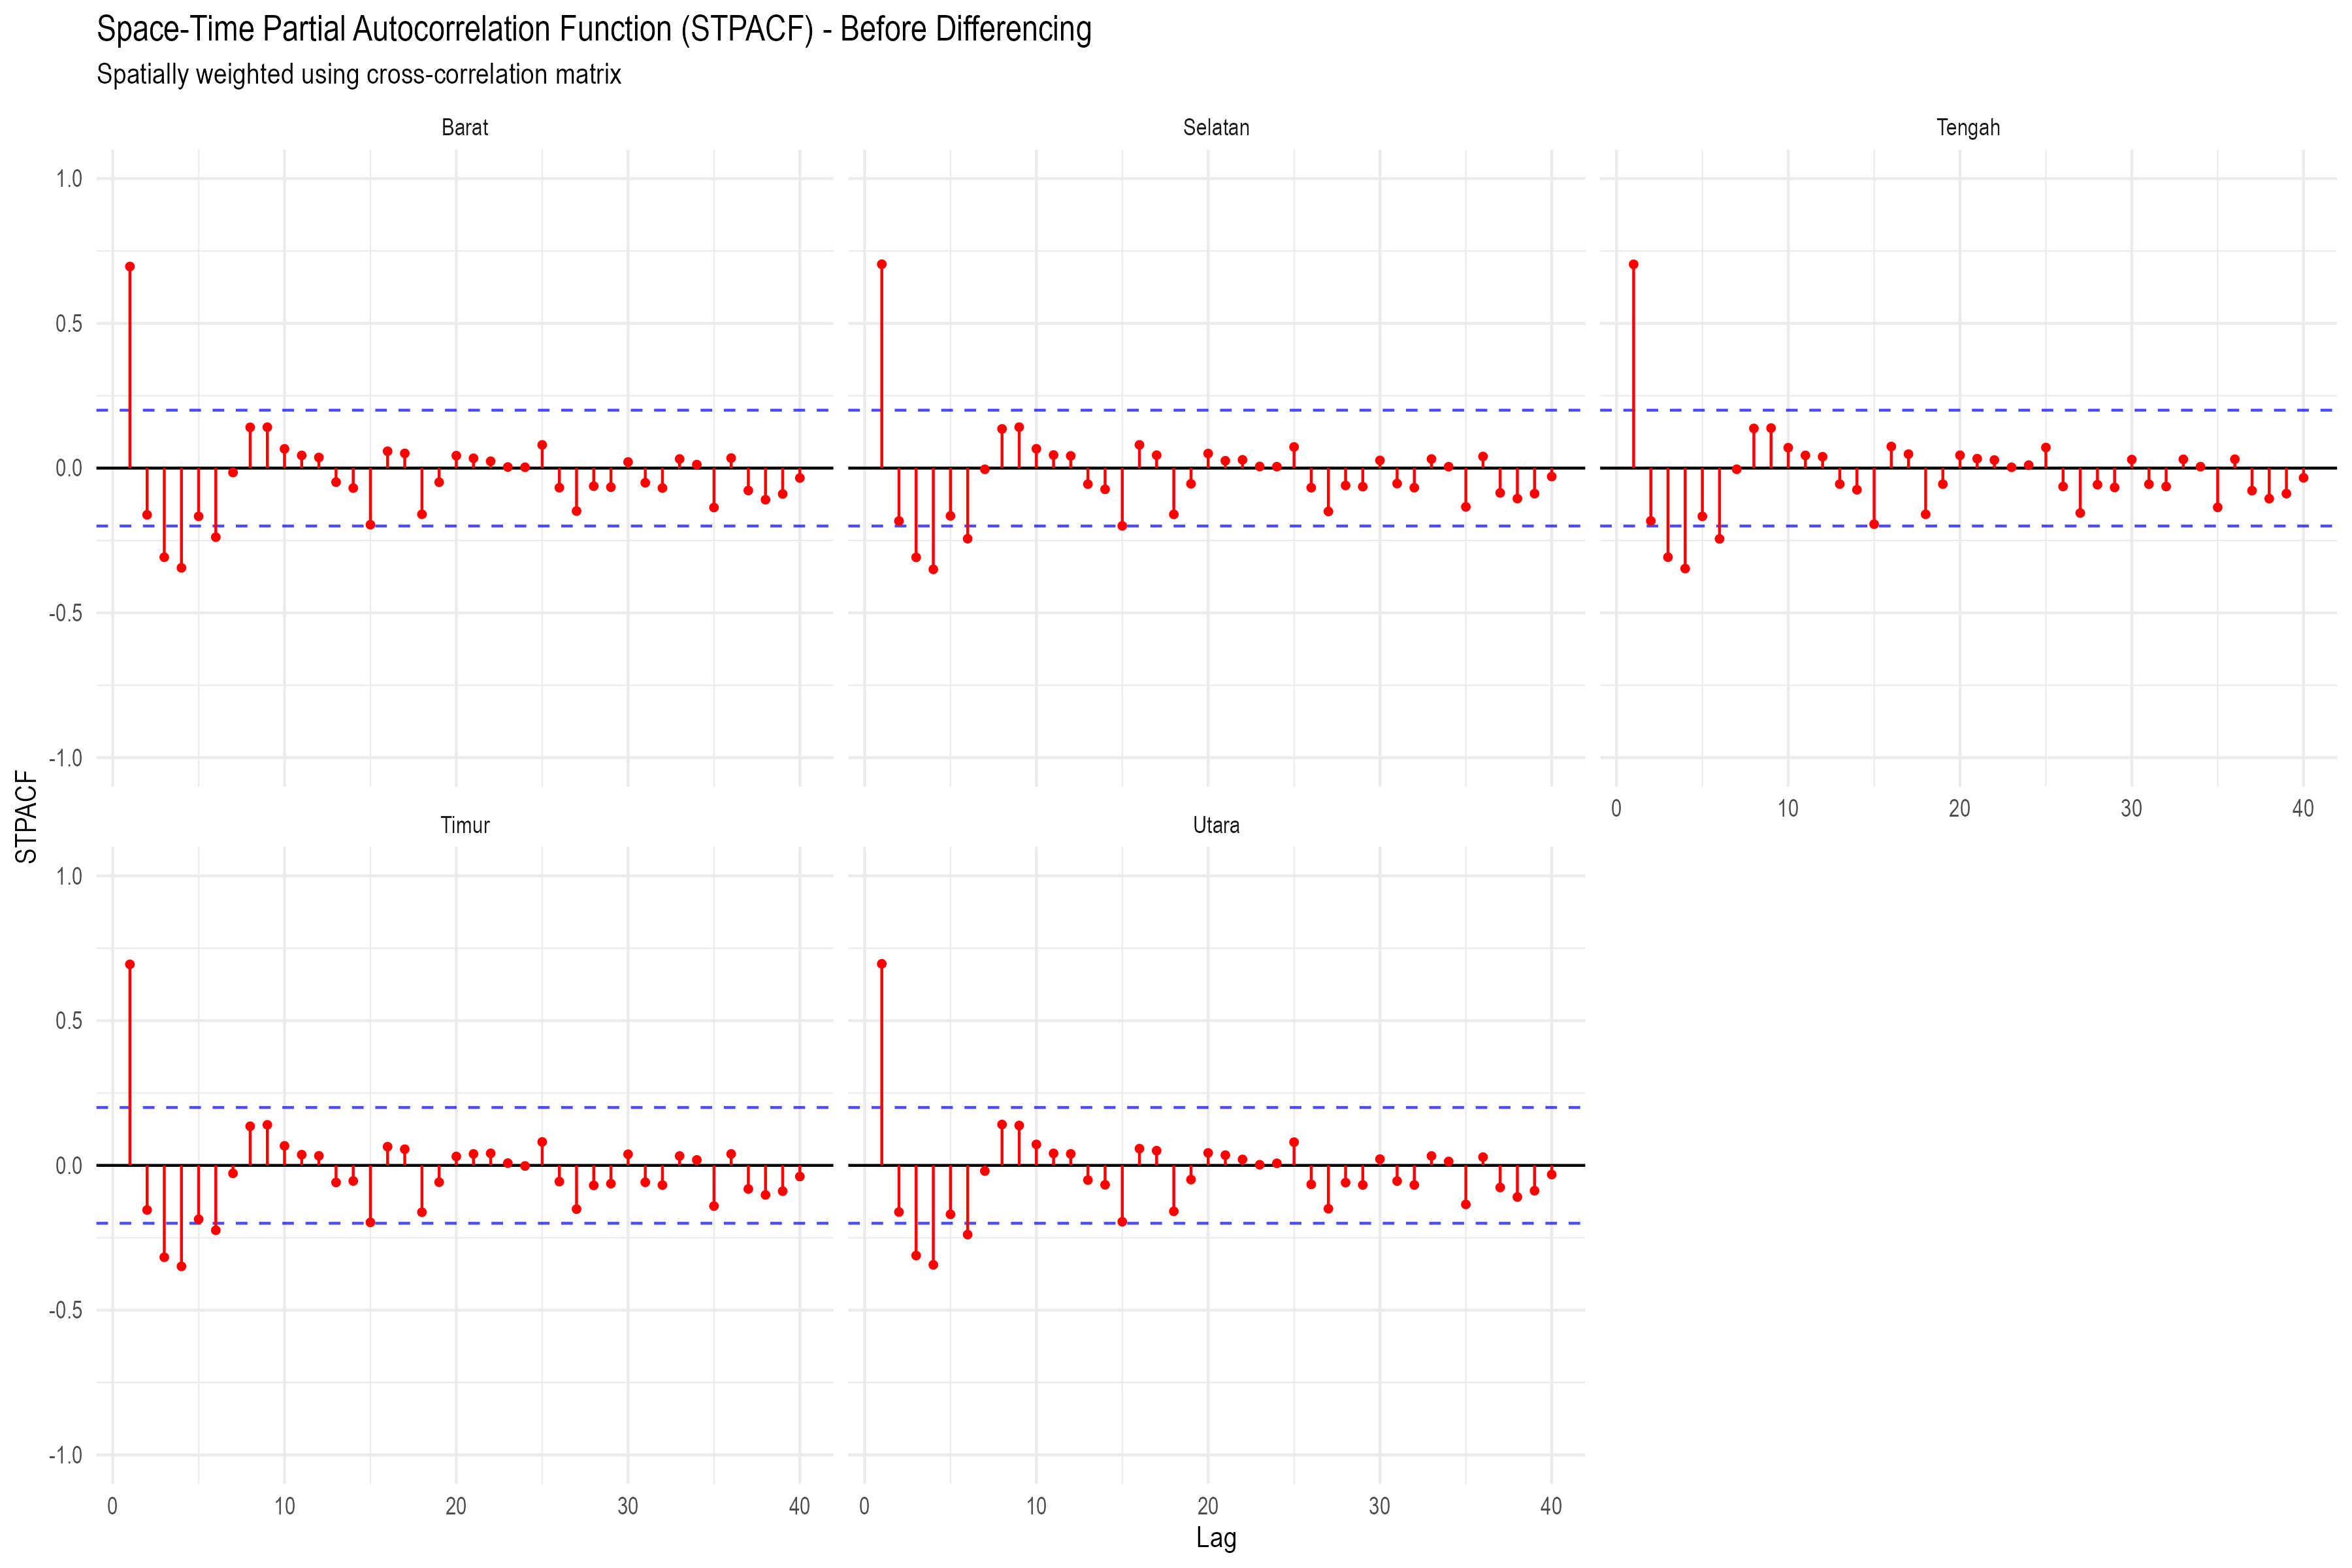 Space-Time Partial Autocorrelation Function (STPACF) - Before Differencing
Spatially weighted using cross-correlation matrix
Barat
Selatan
Tengah
1.0
0.5
0.0
-0.5
-1.0
0 10 20 30 40
STPACF
Timur
Utara
1.0
0.5
0.0
-0.5
-1.0
0 10 20 30 40
0 10 20 30 40
Lag